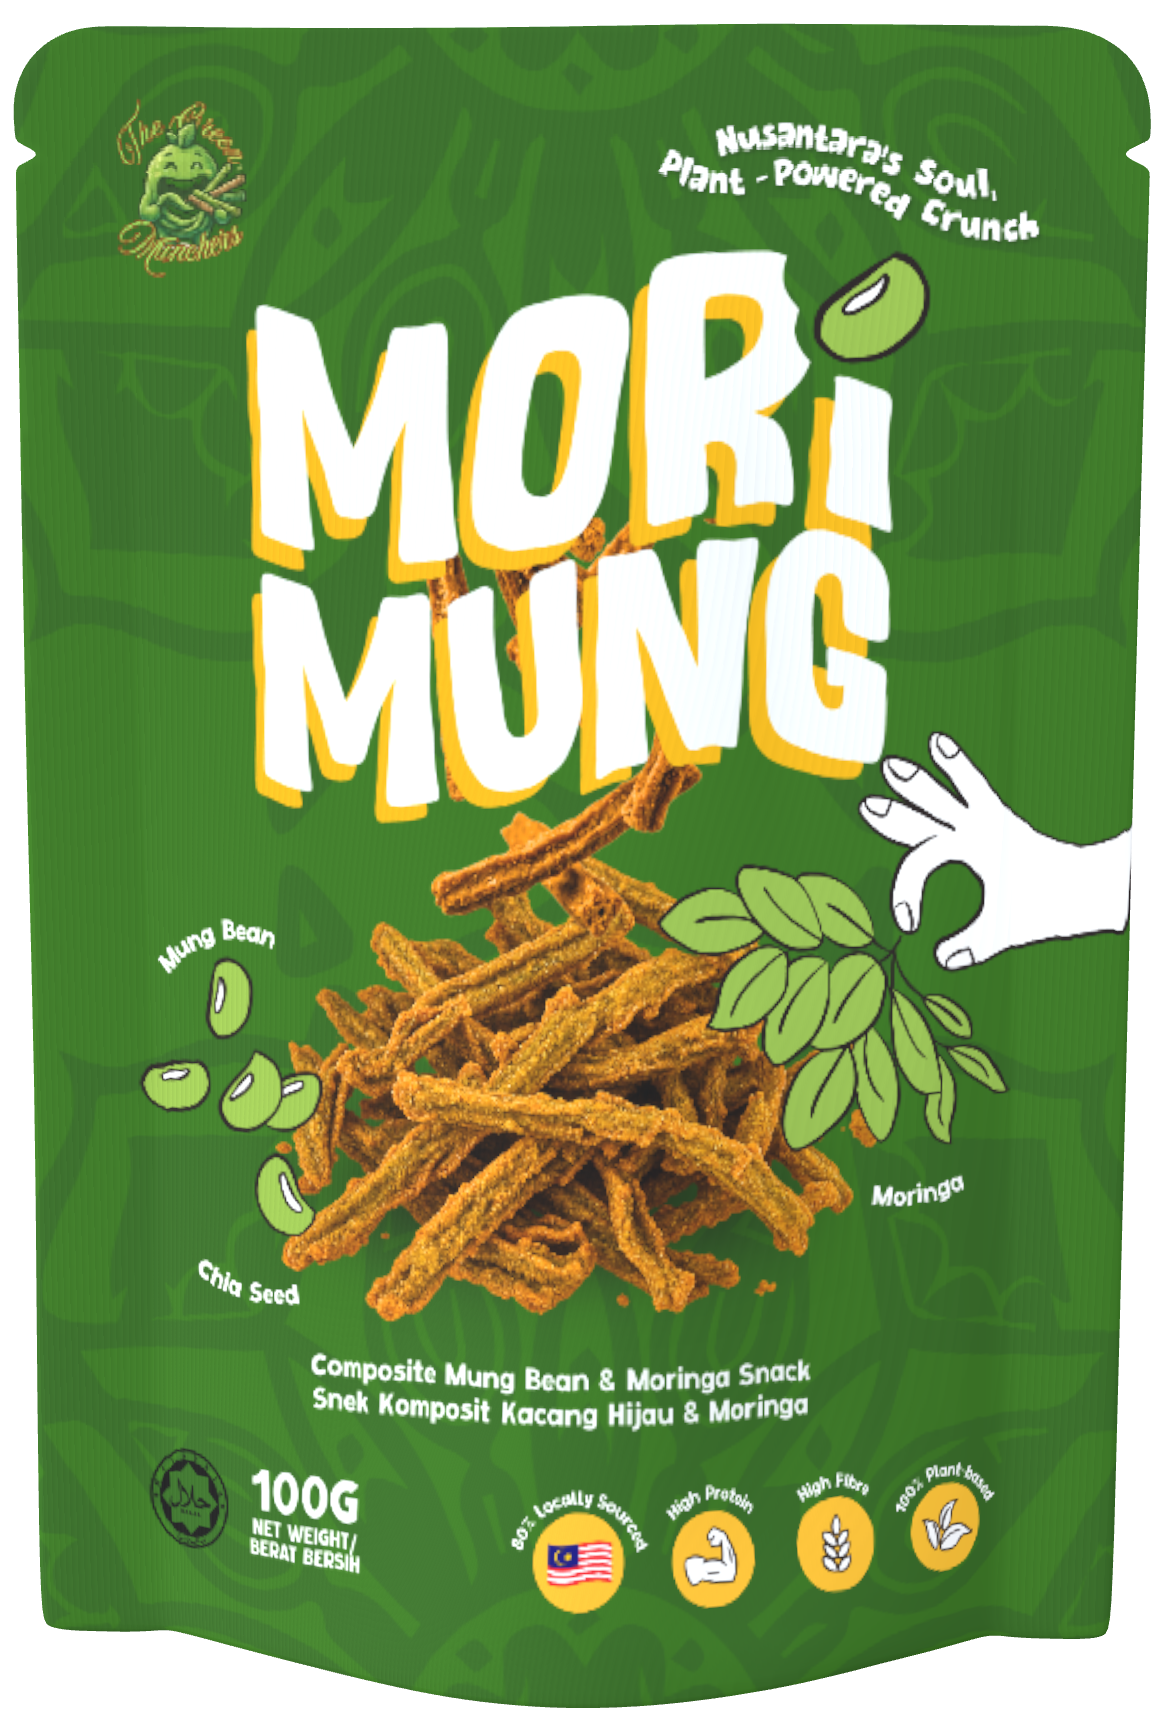 The Green
Munchers
Nusantara's Soul,
Plant - Powered Crunch
MORi
MUNG
Mung Bean
Moringa
Chia Seed
Composite Mung Bean & Moringa Snack
Snek Komposit Kacang Hijau & Moringa
حلال
100G
NET WEIGHT/
BERAT BERSIH
80% Locally Sourced
High Protein
High Fibre
100% Plant-based